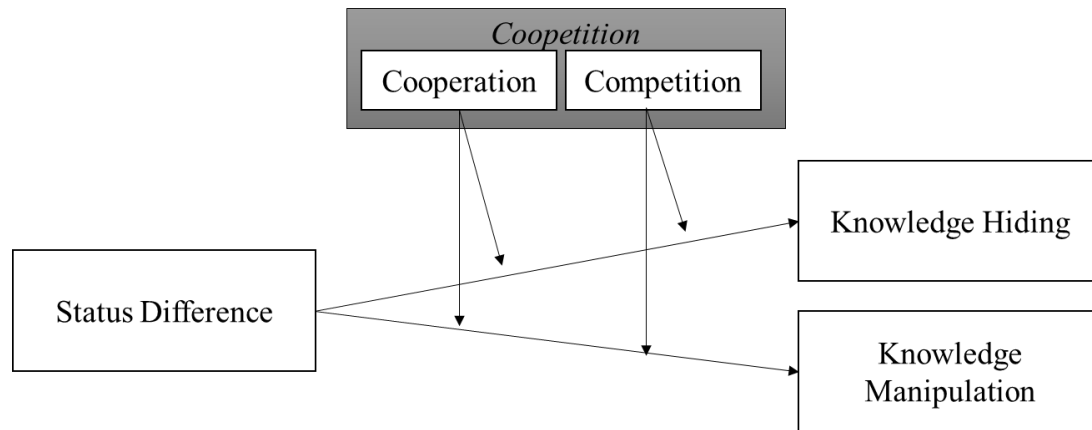 Coopetition
Cooperation
Competition
Knowledge Hiding
Status Difference
Knowledge
Manipulation